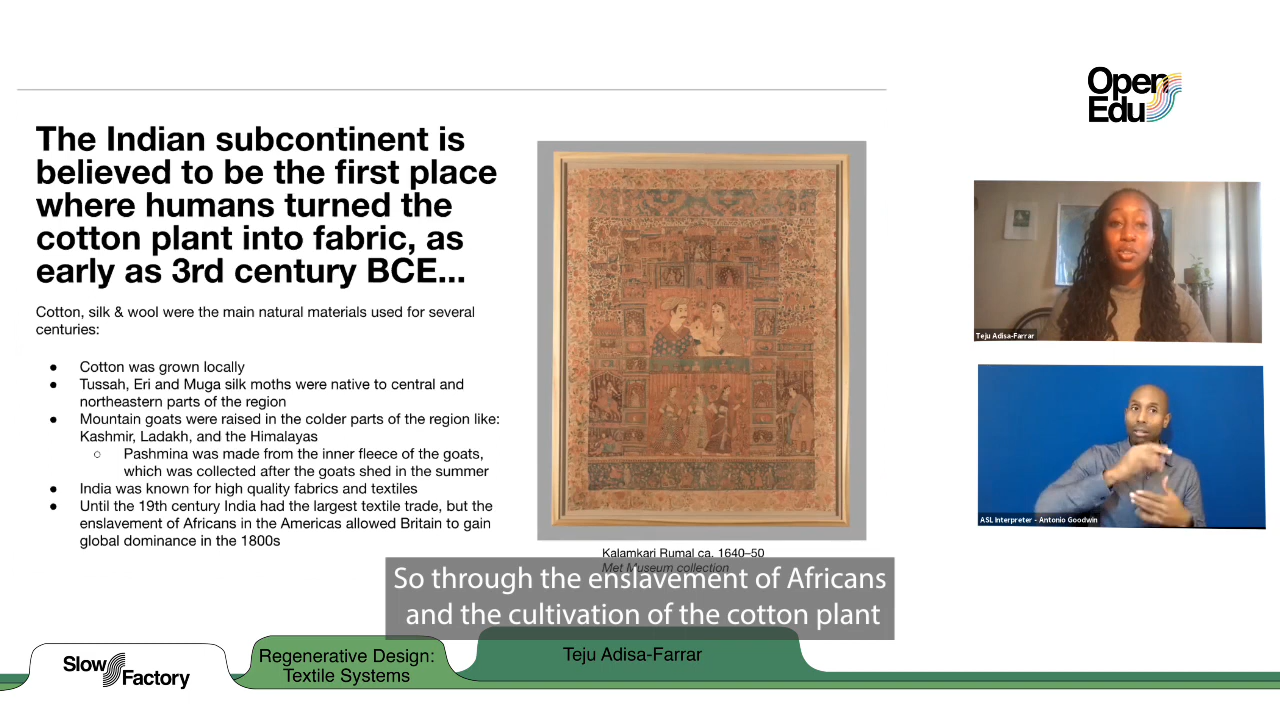 Open
Edu
The Indian subcontinent is
believed to be the first place
where humans turned the
cotton plant into fabric, as
early as 3rd century BCE...
Cotton, silk & wool were the main natural materials used for several
centuries:
● Cotton was grown locally
● Tussah, Eri and Muga silk moths were native to central and
northeastern parts of the region
● Mountain goats were raised in the colder parts of the region like:
Kashmir, Ladakh, and the Himalayas
○ Pashmina was made from the inner fleece of the goats,
which was collected after the goats shed in the summer
● India was known for high quality fabrics and textiles
● Until the 19th century India had the largest textile trade, but the
enslavement of Africans in the Americas allowed Britain to gain
global dominance in the 1800s
Kalamkari Rumal ca. 1640–50
Met Museum collection
Teju Adisa-Farrar
ASL Interpreter - Antonio Goodwin
So through the enslavement of Africans
and the cultivation of the cotton plant
Slow
Factory
Regenerative Design:
Textile Systems
Teju Adisa-Farrar